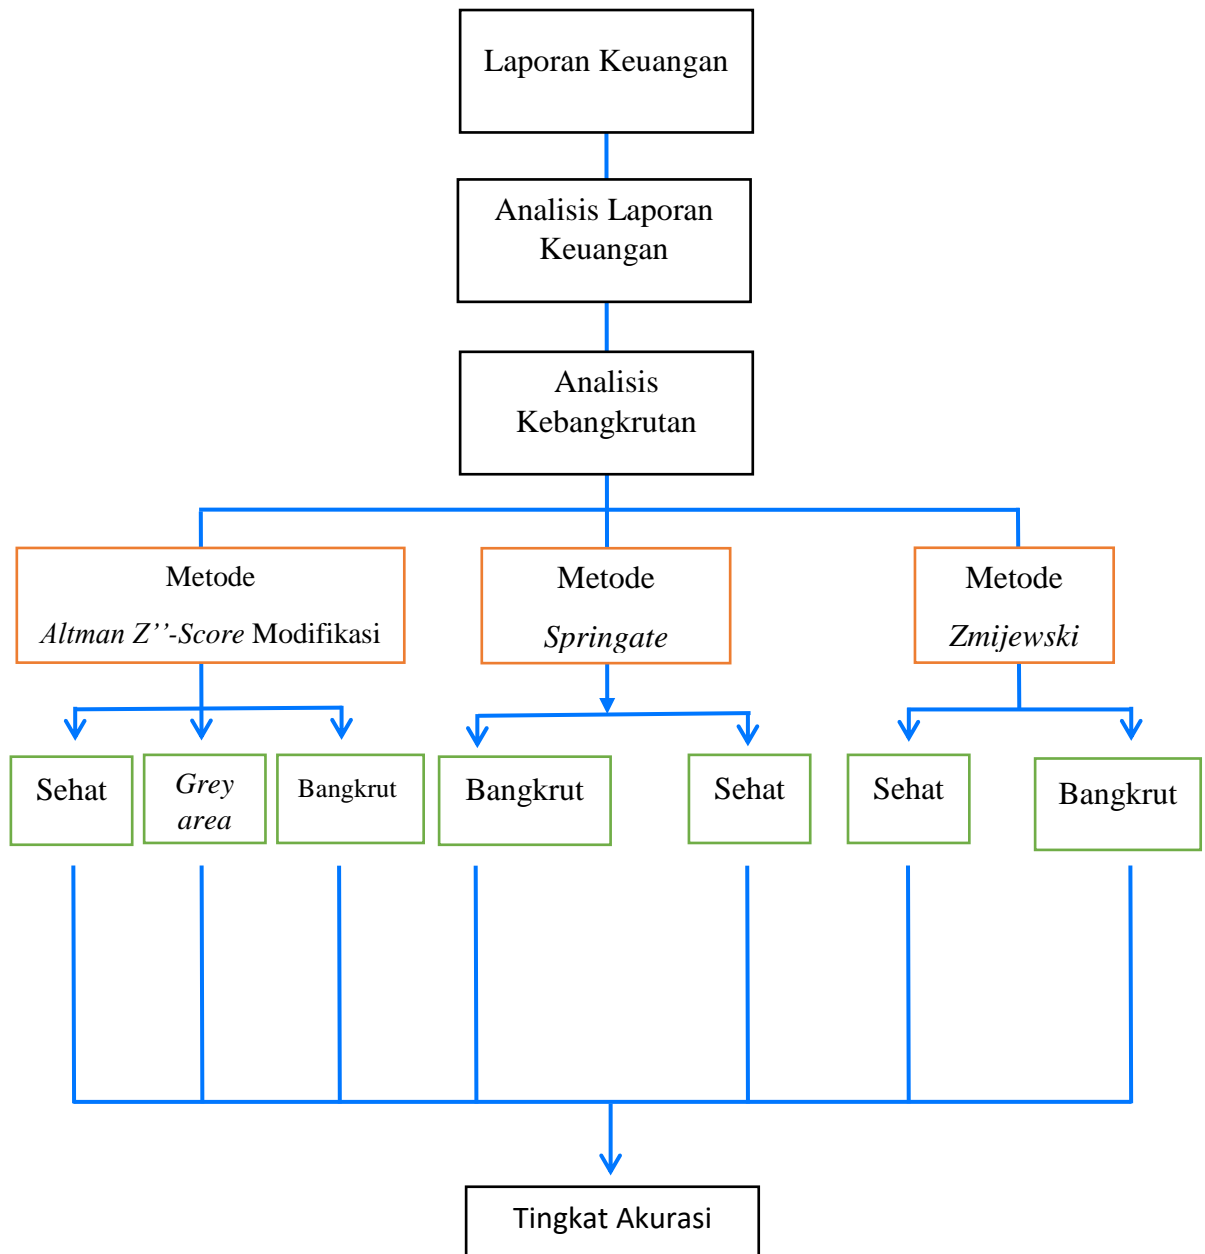 Laporan Keuangan
Analisis Laporan
Keuangan
Analisis
Kebangkrutan
Metode
Altman Z’’-Score Modifikasi
Metode
Springate
Metode
Zmijewski
Sehat
Grey
area
Bangkrut
Bangkrut
Sehat
Sehat
Bangkrut
Tingkat Akurasi